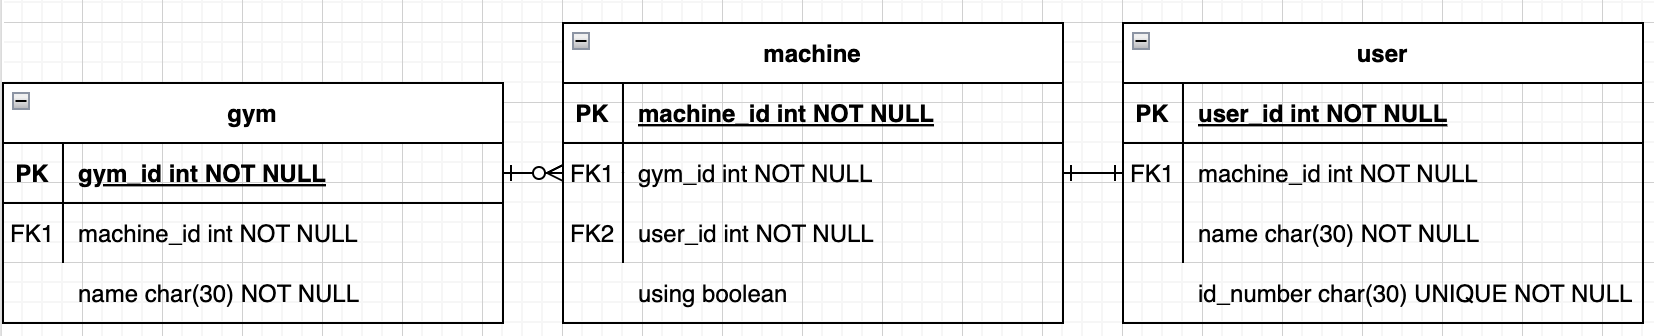 gym
PK gym_id int NOT NULL
FK1 machine_id int NOT NULL
name char(30) NOT NULL
machine
PK machine_id int NOT NULL
FK1 gym_id int NOT NULL
FK2 user_id int NOT NULL
using boolean
user
PK user_id int NOT NULL
FK1 machine_id int NOT NULL
name char(30) NOT NULL
id_number char(30) UNIQUE NOT NULL